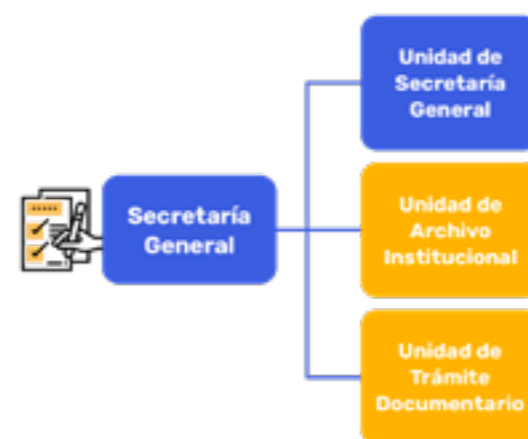 Unidad de
Secretaría
General
Secretaría
General
Unidad de
Archivo
Institucional
Unidad de
Trámite
Documentario